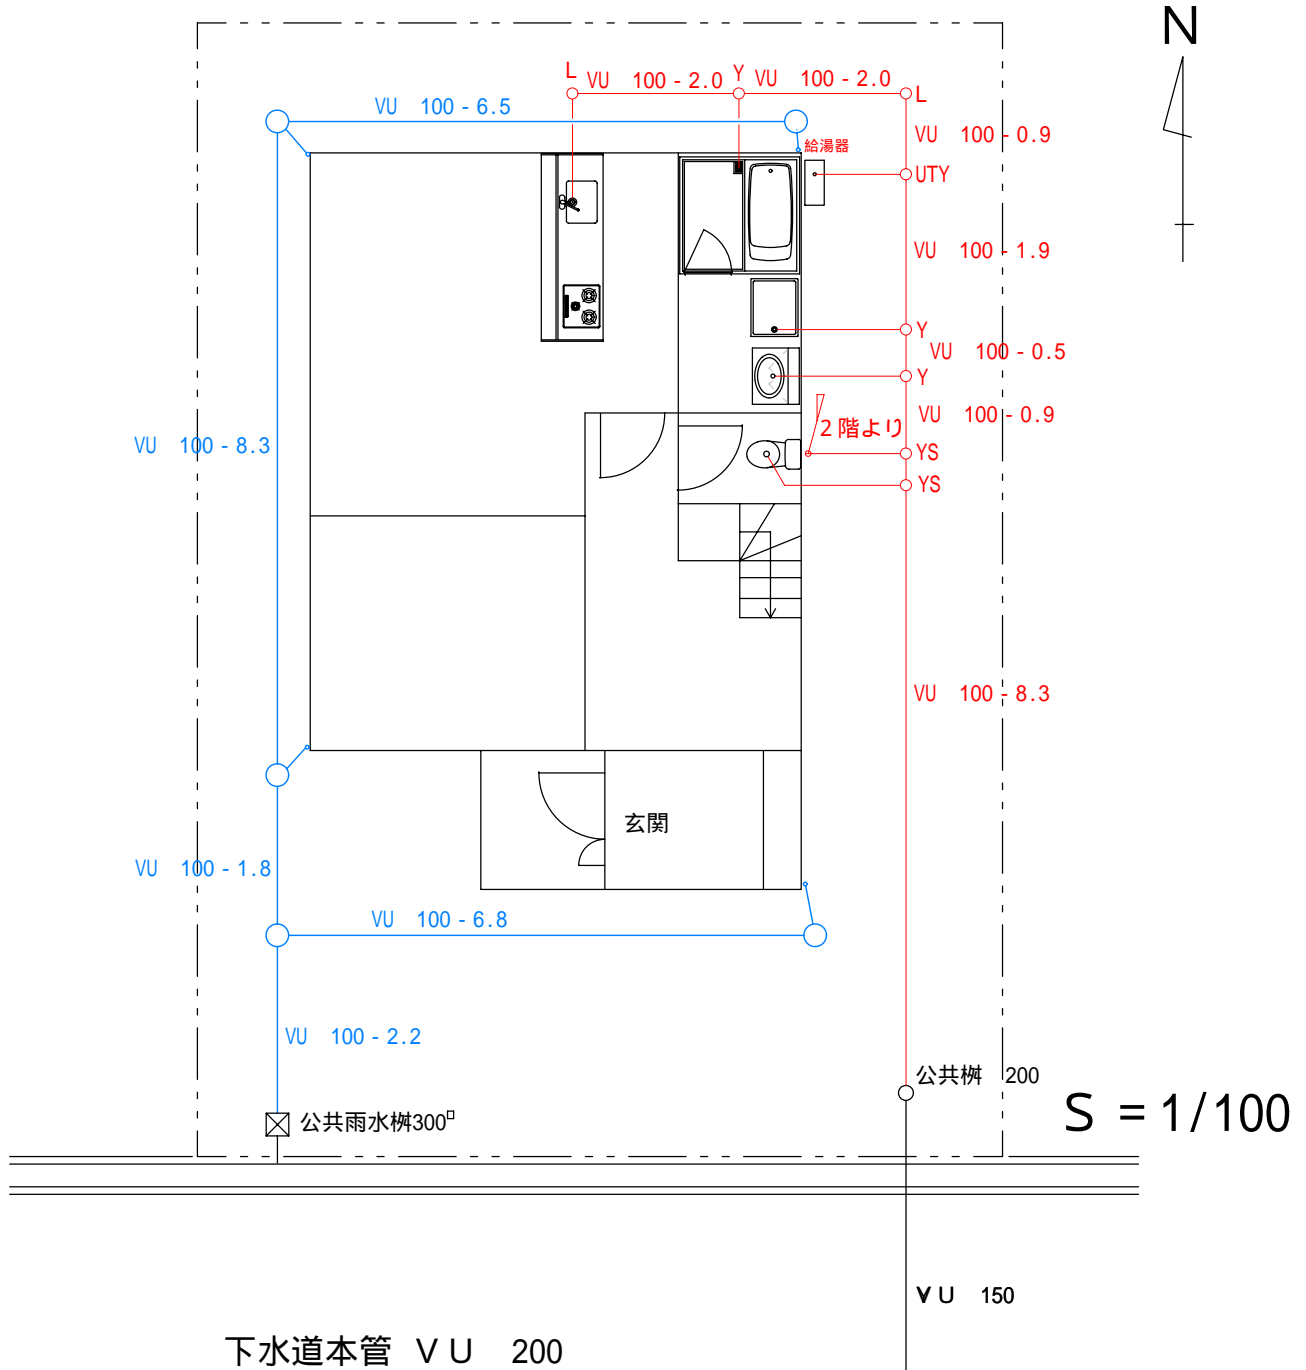 N
L
VU 100-2.0
Y
VU 100-2.0
L
VU 100-6.5
VU 100-0.9
給湯器
UTY
VU 100-1.9
Y
VU 100-0.5
Y
VU 100-0.9
2階より
VU 100-8.3
YS
YS
VU 100-8.3
玄関
VU 100-1.8
VU 100-6.8
VU 100-2.2
公共桝 200
S =1/100
公共雨水桝300□
VU 150
下水道本管 VU 200